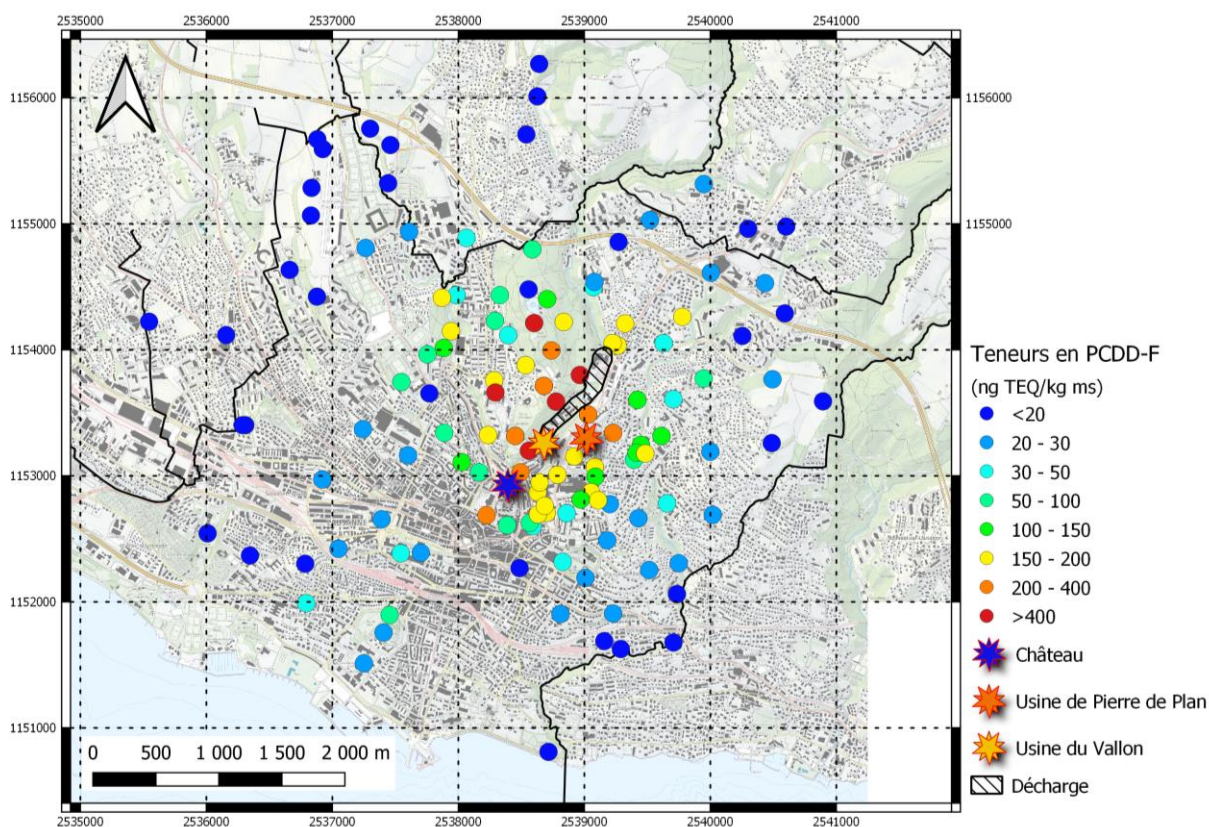 2535000 2536000 2537000 2538000 2539000 2540000 2541000
1156000 1156000
1155000 1155000
1154000 1154000
1153000 1153000
1152000 1152000
1151000 1151000
0 500 1 000 1 500 2 000 m
2535000 2536000 2537000 2538000 2539000 2540000 2541000
Teneurs en PCDD-F
(ng TEQ/kg ms)
<20
20 - 30
30 - 50
50 - 100
100 - 150
150 - 200
200 - 400
>400
Château
Usine de Pierre de Plan
Usine du Vallon
Décharge